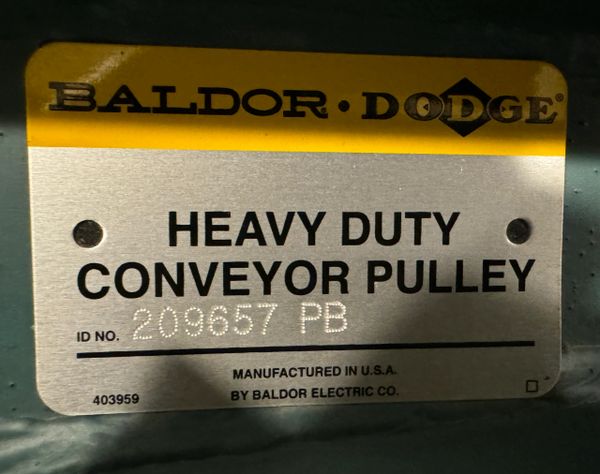 BALDOR · DODGE®
HEAVY DUTY
CONVEYOR PULLEY
ID NO. 209657 PB
MANUFACTURED IN U.S.A.
403959 BY BALDOR ELECTRIC CO.